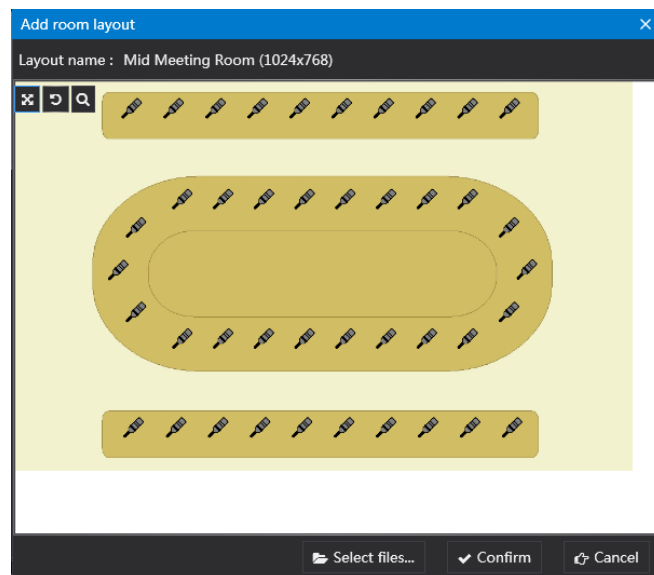 Add room layout
Layout name : Mid Meeting Room (1024x768)
Select files...
Confirm
Cancel